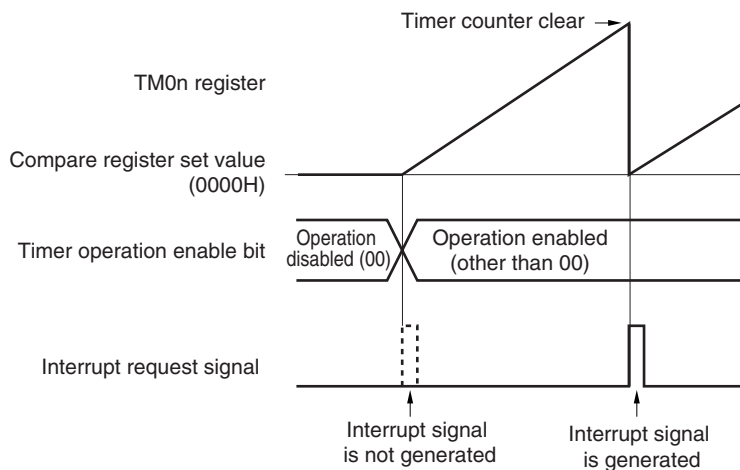 Timer counter clear
TM0n register
Compare register set value
(0000H)
Timer operation enable bit
Operation
disabled (00)
Operation enabled
(other than 00)
Interrupt request signal
Interrupt signal
is not generated
Interrupt signal
is generated